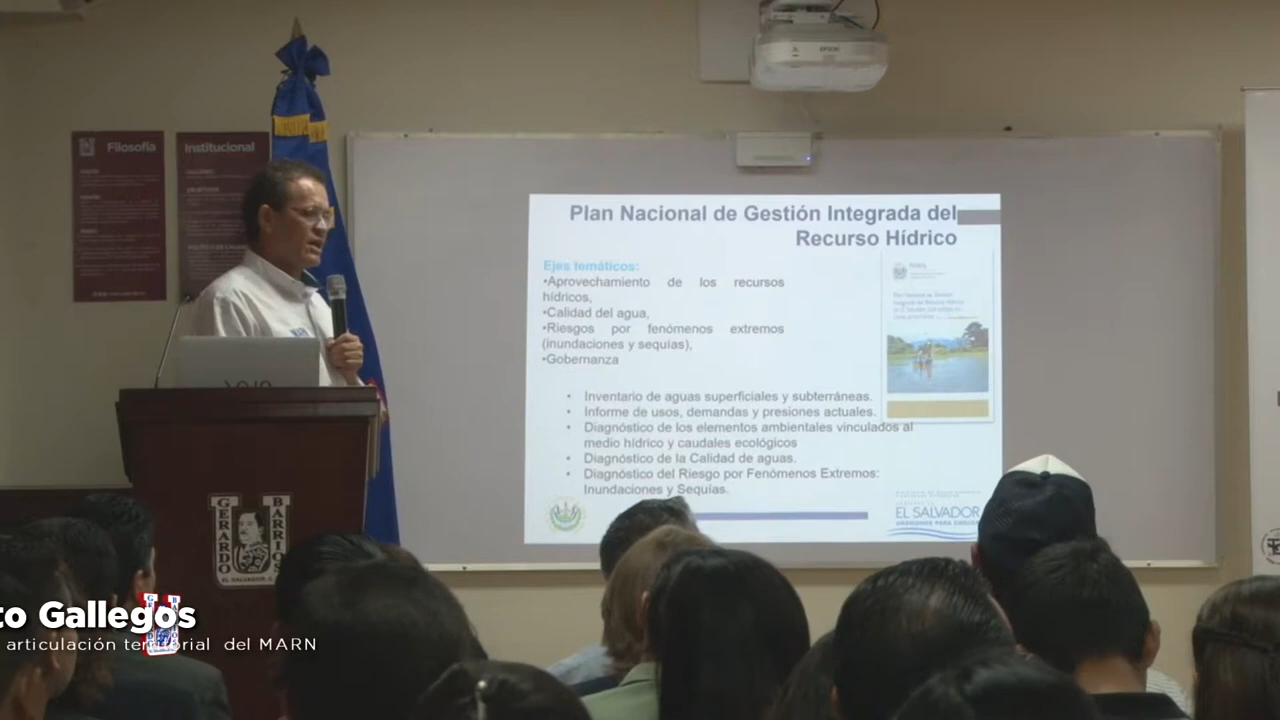 Filosofía
Institucional
EPSON
Plan Nacional de Gestión Integrada del
Recurso Hídrico
Ejes temáticos:
•Aprovechamiento de los recursos
hídricos,
•Calidad del agua,
•Riesgos por fenómenos extremos
(inundaciones y sequías),
•Gobernanza
• Inventario de aguas superficiales y subterráneas.
• Informe de usos, demandas y presiones actuales.
• Diagnóstico de los elementos ambientales vinculados al
medio hídrico y caudales ecológicos
• Diagnóstico de la Calidad de aguas.
• Diagnóstico del Riesgo por Fenómenos Extremos:
Inundaciones y Sequías.
EL SALVADOR
GERARDO
BARRIOS
EL SALVADOR, C.
to Gallegos
articulación territorial del MARN